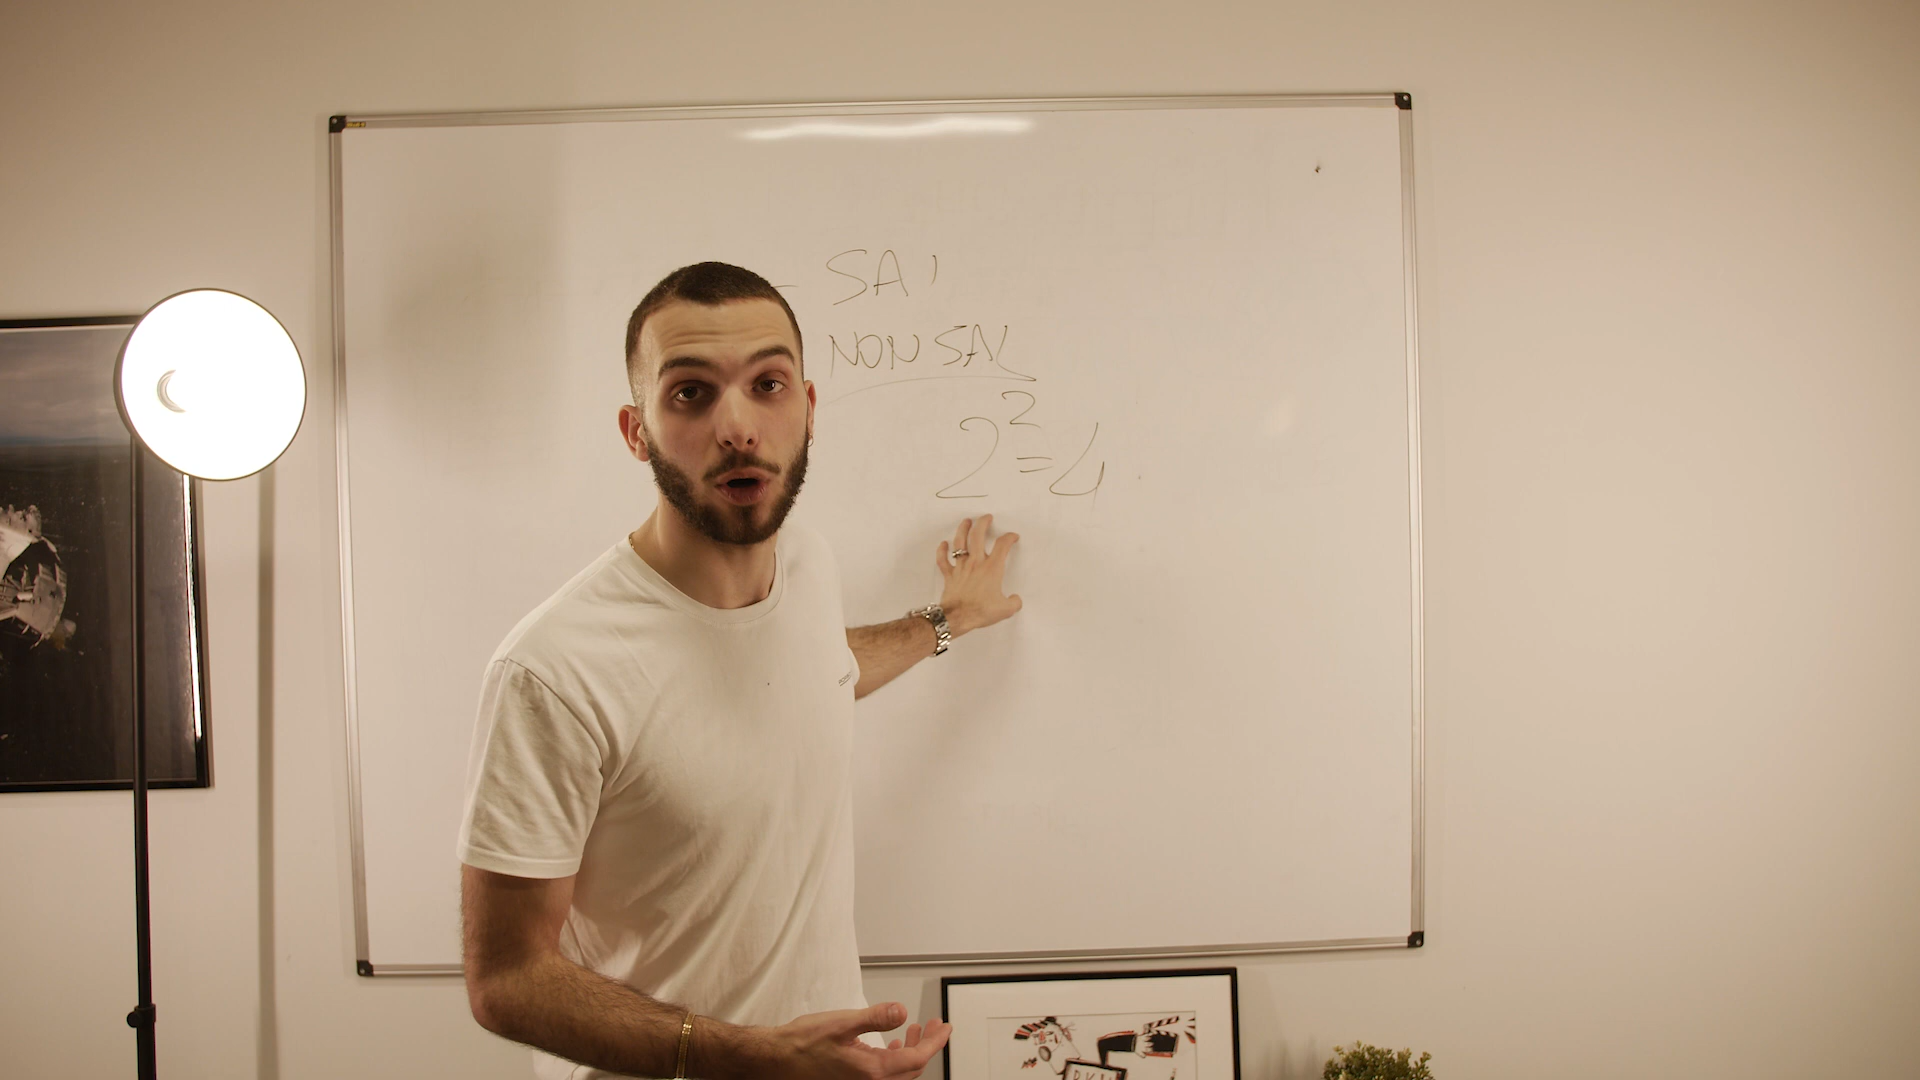 - SAI
NON SAI
2² = 4